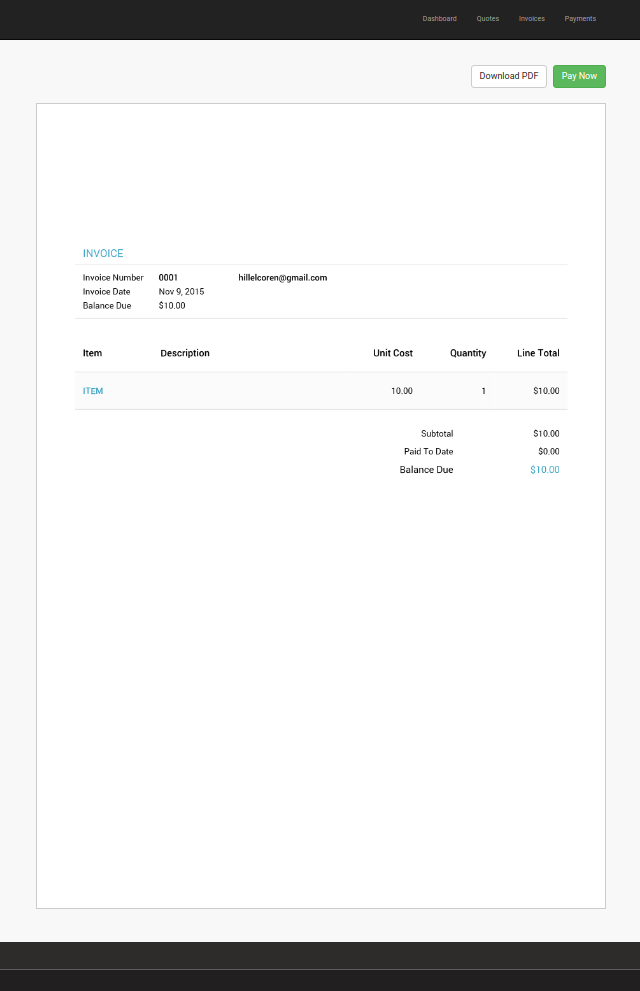 Dashboard Quotes Invoices Payments
Download PDF Pay Now
INVOICE
Invoice Number 0001 hillelcoren@gmail.com
Invoice Date Nov 9, 2015
Balance Due $10.00
Item Description Unit Cost Quantity Line Total
ITEM 10.00 1 $10.00
Subtotal $10.00
Paid To Date $0.00
Balance Due $10.00